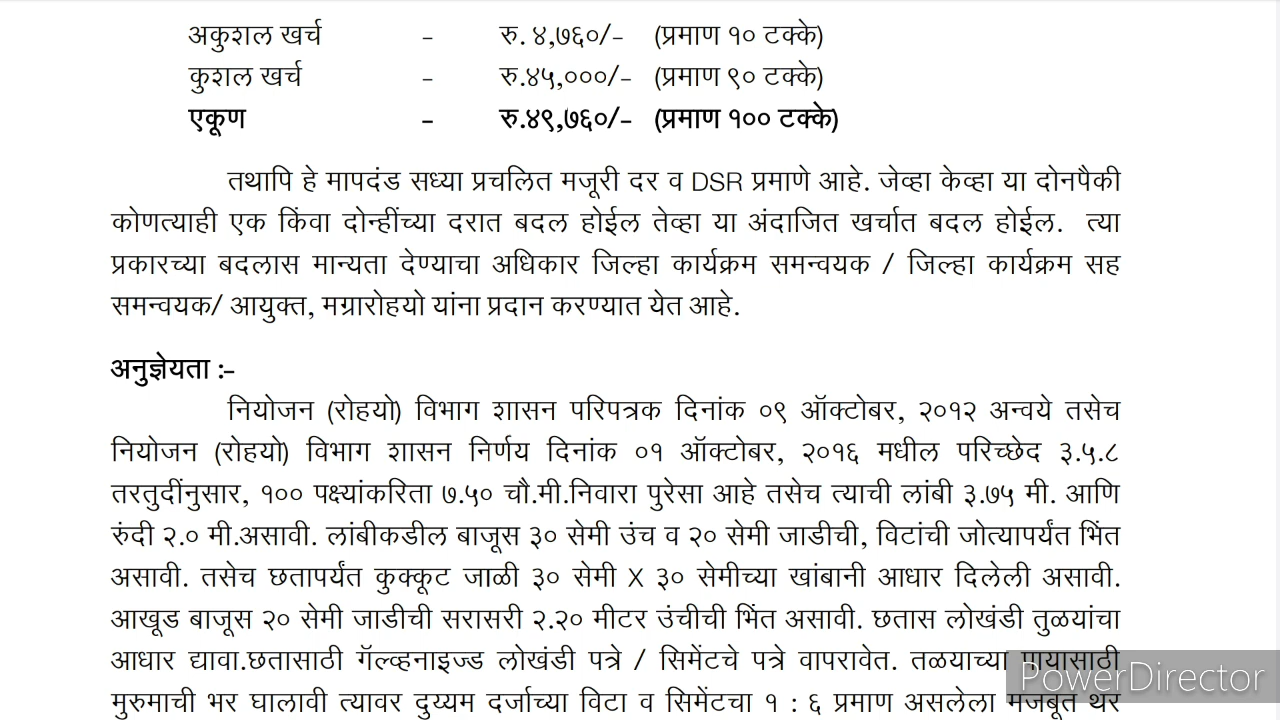 अकुशल खर्च - रु. ४,७६०/- (प्रमाण १० टक्के)
कुशल खर्च - रु.४५,०००/- (प्रमाण ९० टक्के)
एकूण - रु.४९,७६०/- (प्रमाण १०० टक्के)
तथापि हे मापदंड सध्या प्रचलित मजूरी दर व DSR प्रमाणे आहे. जेव्हा केव्हा या दोनपैकी
कोणत्याही एक किंवा दोन्हींच्या दरात बदल होईल तेव्हा या अंदाजित खर्चात बदल होईल. त्या
प्रकारच्या बदलास मान्यता देण्याचा अधिकार जिल्हा कार्यक्रम समन्वयक / जिल्हा कार्यक्रम सह
समन्वयक/ आयुक्त, मग्रारोहयो यांना प्रदान करण्यात येत आहे.
अनुज्ञेयता :-
नियोजन (रोहयो) विभाग शासन परिपत्रक दिनांक ०९ ऑक्टोबर, २०१२ अन्वये तसेच
नियोजन (रोहयो) विभाग शासन निर्णय दिनांक ०१ ऑक्टोबर, २०१६ मधील परिच्छेद ३.५.८
तरतुदींनुसार, १०० पक्ष्यांकरिता ७.५० चौ.मी.निवारा पुरेसा आहे तसेच त्याची लांबी ३.७५ मी. आणि
रुंदी २.० मी.असावी. लांबीकडील बाजूस ३० सेमी उंच व २० सेमी जाडीची, विटांची जोत्यापर्यंत भिंत
असावी. तसेच छतापर्यंत कुक्कूट जाळी ३० सेमी X ३० सेमीच्या खांबानी आधार दिलेली असावी.
आखूड बाजूस २० सेमी जाडीची सरासरी २.२० मीटर उंचीची भिंत असावी. छतास लोखंडी तुळयांचा
आधार द्यावा.छतासाठी गॅल्व्हनाइज्ड लोखंडी पत्रे / सिमेंटचे पत्रे वापरावेत. तळयाच्या पायासाठी
मुरुमाची भर घालावी त्यावर दुय्यम दर्जाच्या विटा व सिमेंटचा १ : ६ प्रमाण असलेला मजबूत थर
PowerDirector